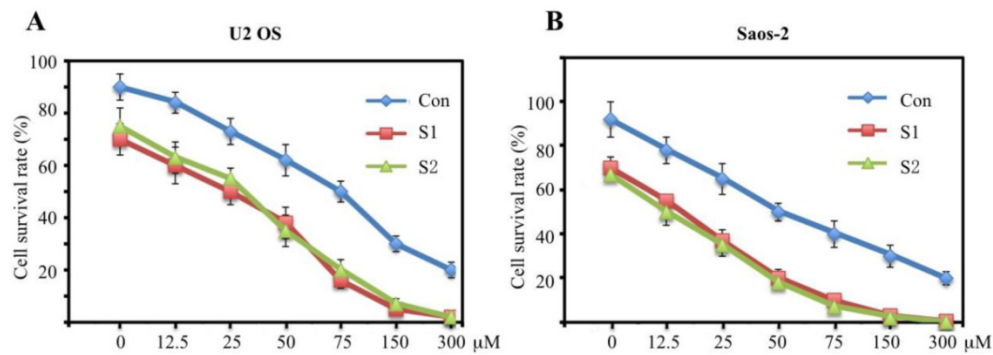 A
U2 OS
Cell survival rate (%)
100
80
60
40
20
Con
S1
S2
0 12.5 25 50 75 150 300 μM
B
Saos-2
Cell survival rate (%)
100
80
60
40
20
Con
S1
S2
0 12.5 25 50 75 150 300 μM